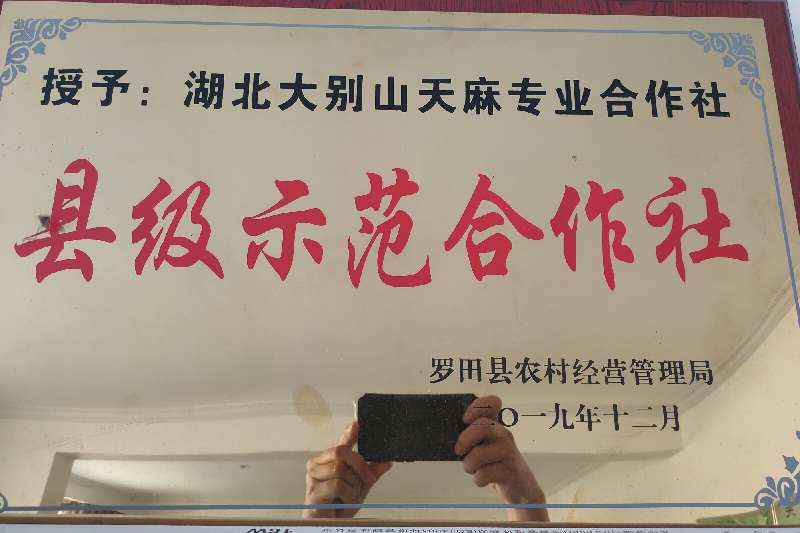 授予：湖北大别山天麻专业合作社
县级示范合作社
罗田县农村经营管理局
二〇一九年十二月